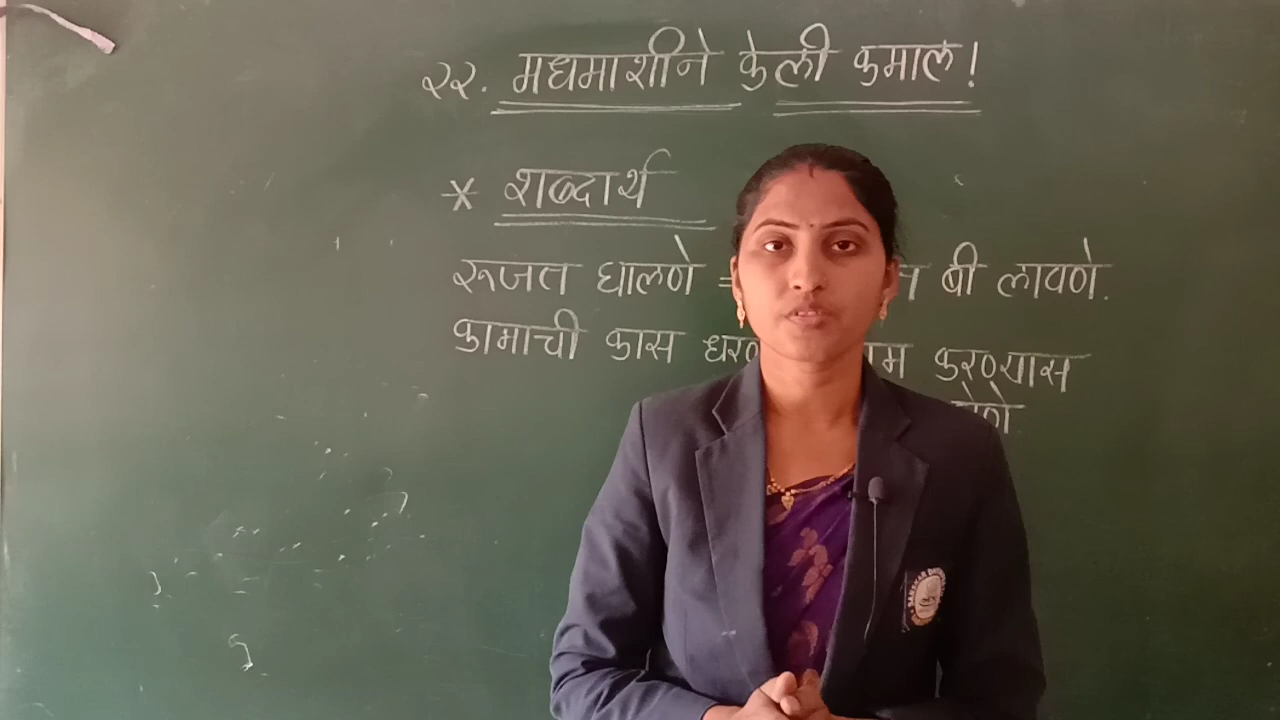 २२. मधमाशीने केली कमाल!
* शब्दार्थ
रुजत घालणे = बी लावणे.
कामाची कास करण्यास